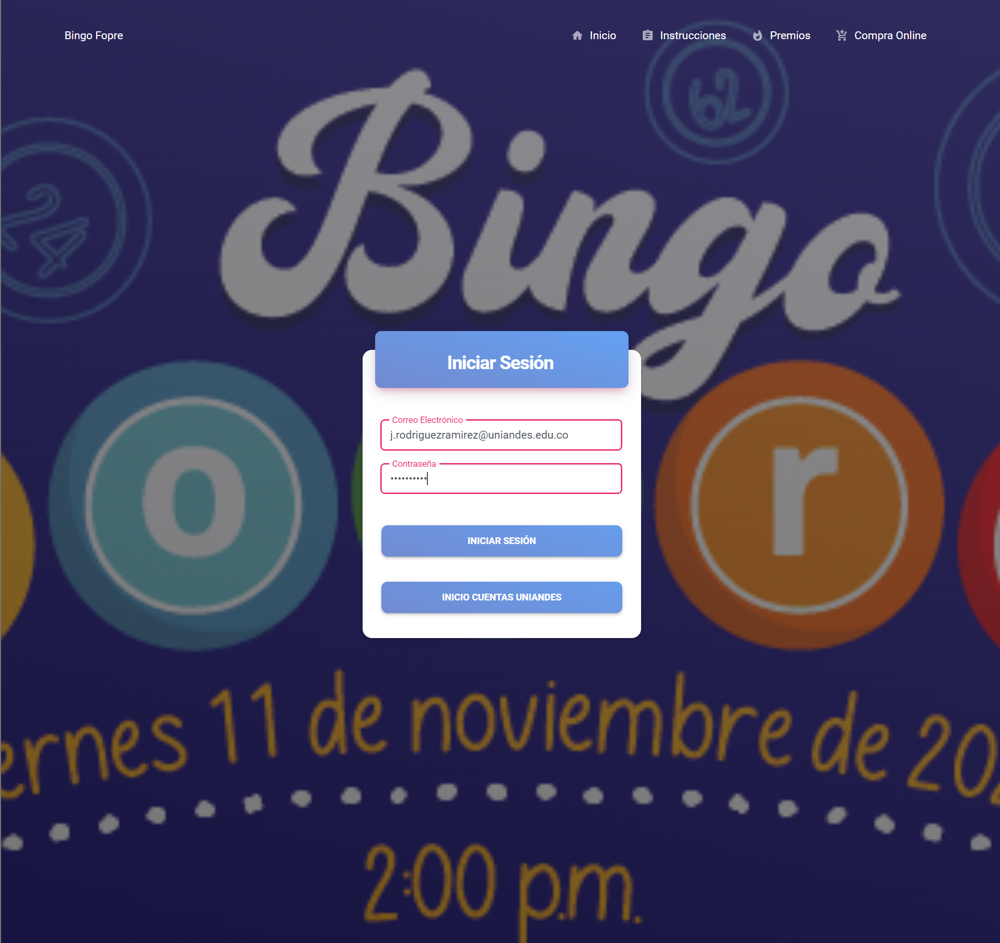 Bingo Fopre
Inicio
Instrucciones
Premios
Compra Online
Bingo
62
24
Iniciar Sesión
Correo Electrónico
j.rodriguezramirez@uniandes.edu.co
Contraseña
••••••••••
INICIAR SESIÓN
INICIO CUENTAS UNIANDES
o
r
ernes 11 de noviembre de 20
2:00 p.m.